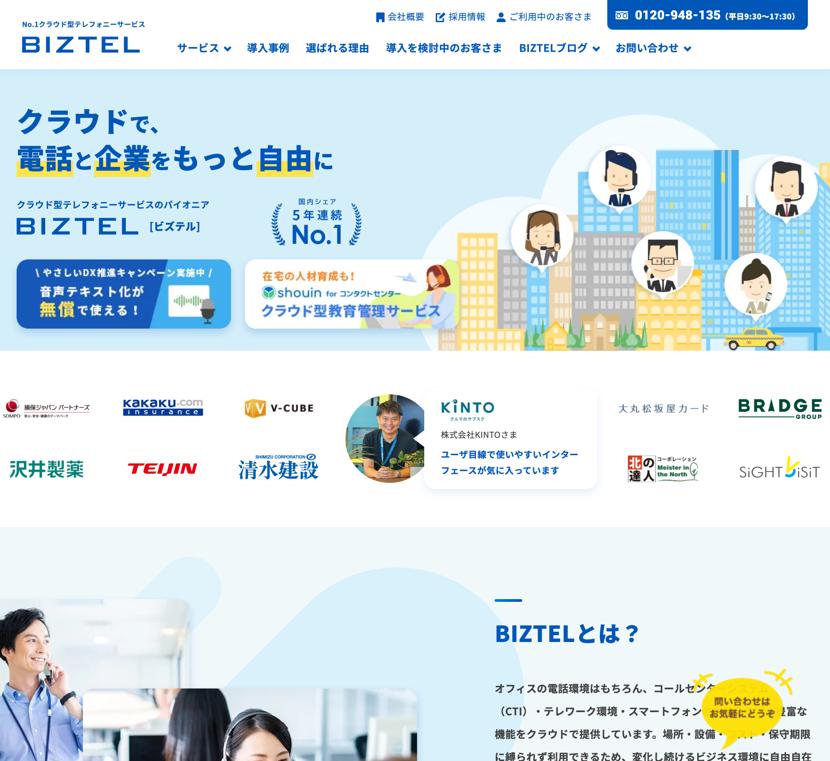 No.1クラウド型テレフォニーサービス
BIZTEL
会社概要
採用情報
ご利用中のお客さま
0120-948-135（平日9:30〜17:30）
サービス
導入事例
選ばれる理由
導入を検討中のお客さま
BIZTELブログ
お問い合わせ
クラウドで、
電話と企業をもっと自由に
クラウド型テレフォニーサービスのパイオニア
BIZTEL [ビズテル]
国内シェア
5年連続
No.1
\ やさしいDX推進キャンペーン実施中 /
音声テキスト化が
無償で使える！
在宅の人材育成も！
shouin for コンタクトセンター
クラウド型教育管理サービス
損保ジャパン パートナーズ
SOMPO
kakaku.com
insurance
V-CUBE
KINTO
クルマのサブスク
株式会社KINTOさま
ユーザ目線で使いやすいインター
フェースが気に入っています
大丸松坂屋カード
BRIDGE
GROUP
沢井製薬
TEIJIN
SHIMIZU CORPORATION
清水建設
北の達人
コーポレーション
Meister in
the North
SiGHT ViSiT
BIZTELとは？
オフィスの電話環境はもちろん、コールセンターシステム
（CTI）・テレワーク環境・スマートフォン 豊富な
機能をクラウドで提供しています。場所・設備・コスト・保守期限
に縛られず利用できるため、変化し続けるビジネス環境に自由自在
問い合わせは
お気軽にどうぞ